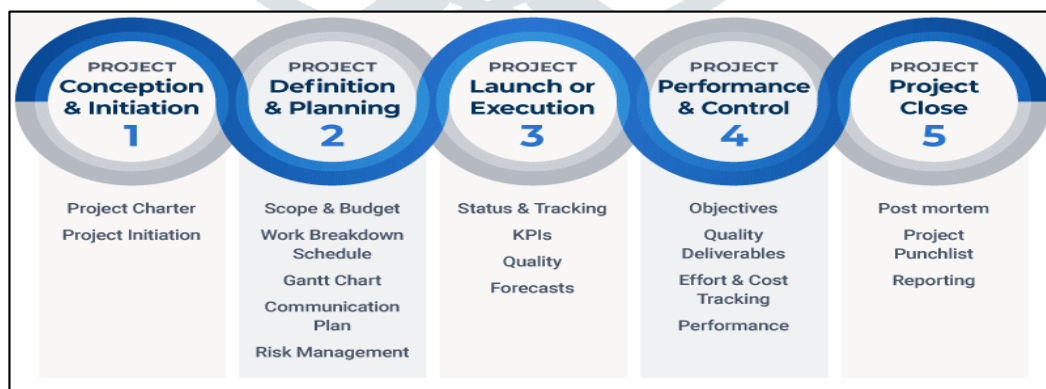 PROJECT
Conception
& Initiation
1
Project Charter
Project Initiation
PROJECT
Definition
& Planning
2
Scope & Budget
Work Breakdown
Schedule
Gantt Chart
Communication
Plan
Risk Management
PROJECT
Launch or
Execution
3
Status & Tracking
KPIs
Quality
Forecasts
PROJECT
Performance
& Control
4
Objectives
Quality
Deliverables
Effort & Cost
Tracking
Performance
PROJECT
Project
Close
5
Post mortem
Project
Punchlist
Reporting